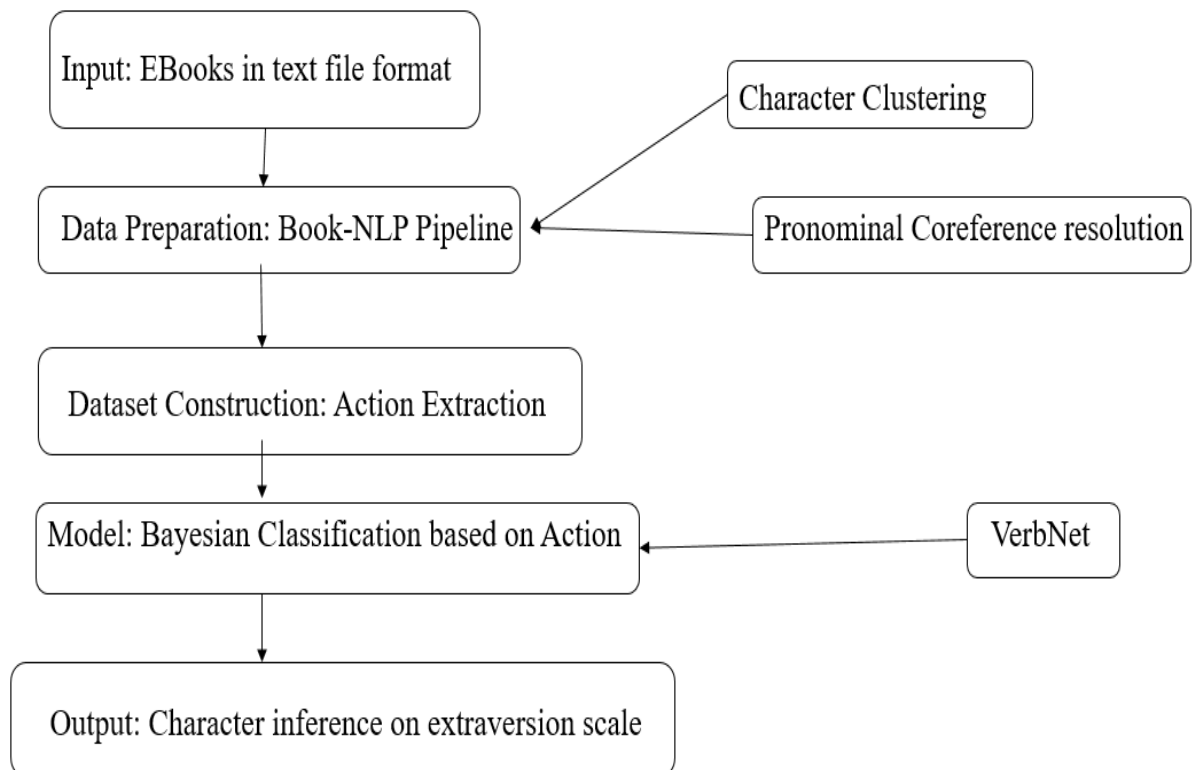 Input: EBooks in text file format
Character Clustering
Data Preparation: Book-NLP Pipeline
Pronominal Coreference resolution
Dataset Construction: Action Extraction
Model: Bayesian Classification based on Action
VerbNet
Output: Character inference on extraversion scale